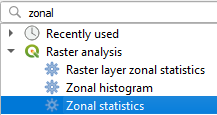 zonal
Recently used
Raster analysis
Raster layer zonal statistics
Zonal histogram
Zonal statistics